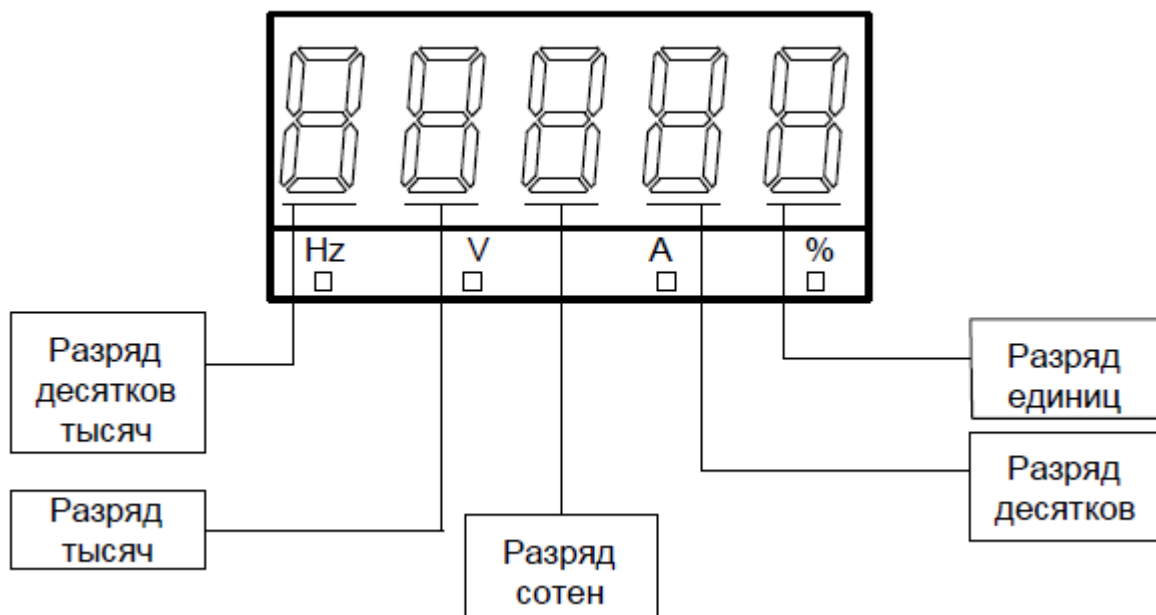 Hz V A %
Разряд
десятков
тысяч
Разряд
тысяч
Разряд
сотен
Разряд
единиц
Разряд
десятков